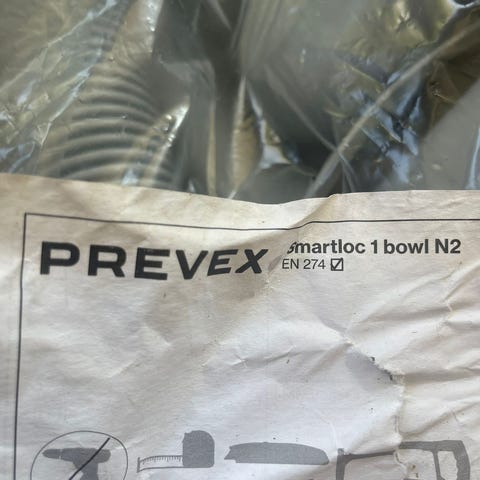 PREVEX
Smartloc 1 bowl N2
EN 274 ☑